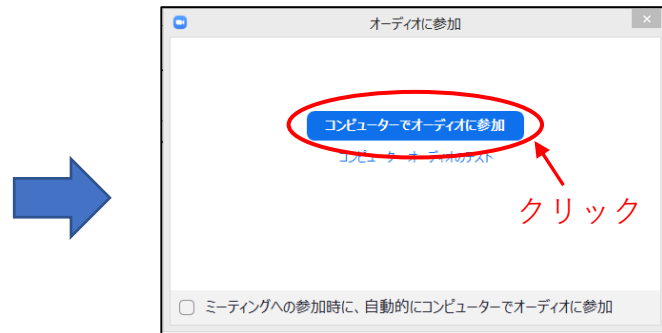 オーディオに参加
コンピューターでオーディオに参加
コンピューター オーディオのテスト
クリック
ミーティングへの参加時に、自動的にコンピューターでオーディオに参加